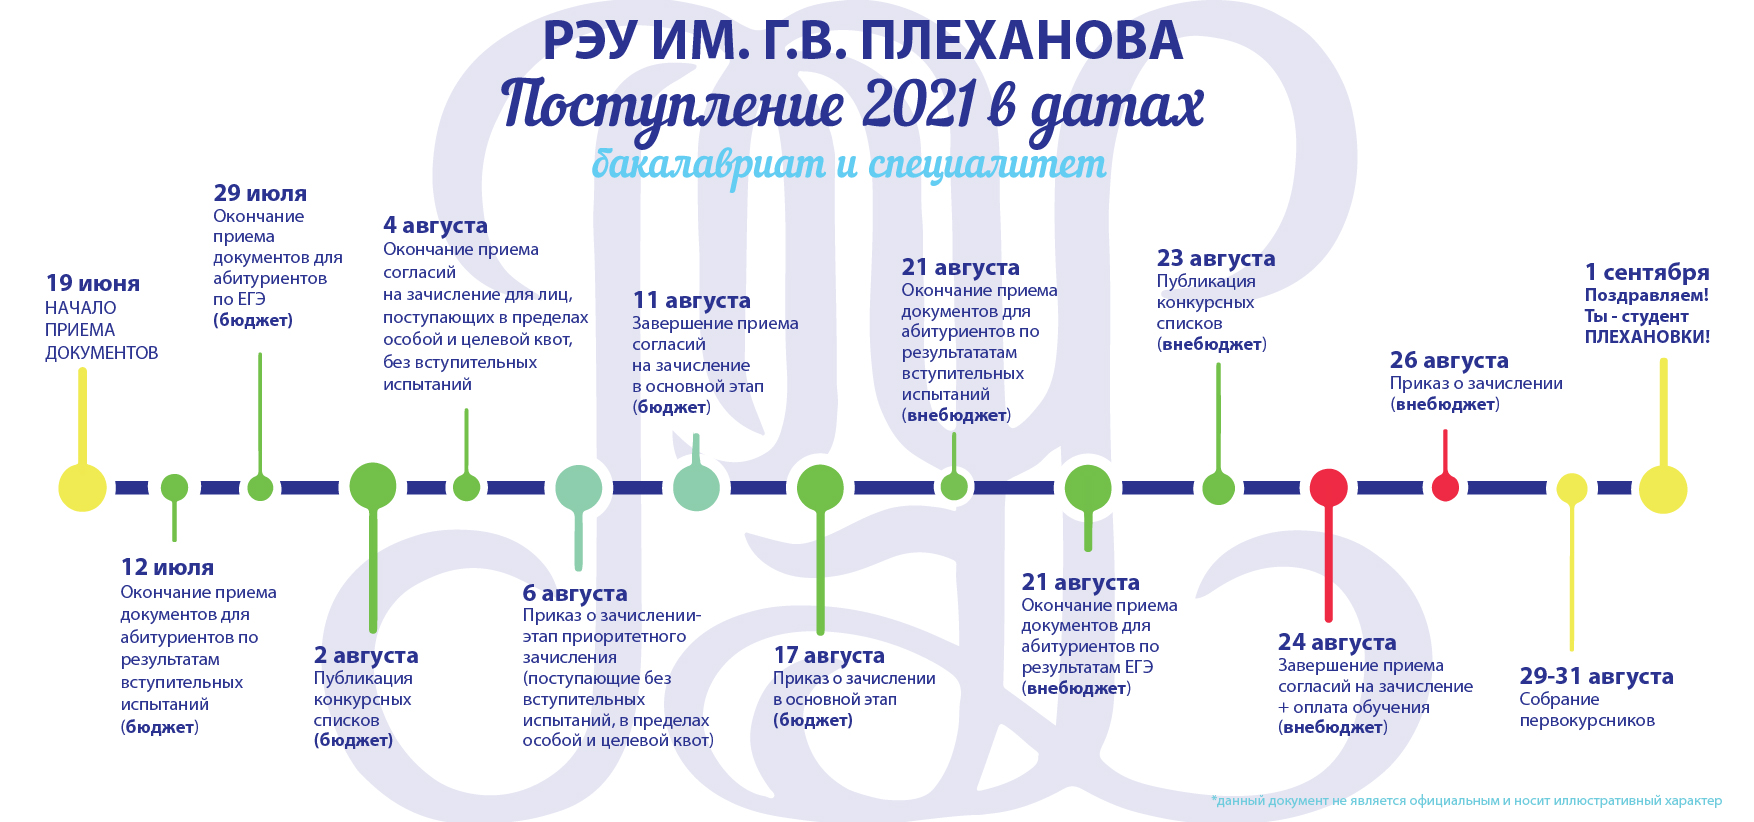 РЭУ ИМ. Г.В. ПЛЕХАНОВА
Поступление 2021 в датах
бакалавриат и специалитет
19 июня
НАЧАЛО
ПРИЕМА
ДОКУМЕНТОВ
12 июля
Окончание приема
документов для
абитуриентов по
результатам
вступительных
испытаний
(бюджет)
29 июля
Окончание
приема
документов для
абитуриентов
по ЕГЭ
(бюджет)
2 августа
Публикация
конкурсных
списков
(бюджет)
4 августа
Окончание приема
согласий
на зачисление для лиц,
поступающих в пределах
особой и целевой квот,
без вступительных
испытаний
6 августа
Приказ о зачислении-
этап приоритетного
зачисления
(поступающие без
вступительных
испытаний, в пределах
особой и целевой квот)
11 августа
Завершение приема
согласий
на зачисление
в основной этап
(бюджет)
17 августа
Приказ о зачислении
в основной этап
(бюджет)
21 августа
Окончание приема
документов для
абитуриентов по
результататам
вступительных
испытаний
(внебюджет)
21 августа
Окончание приема
документов для
абитуриентов по
результатам ЕГЭ
(внебюджет)
23 августа
Публикация
конкурсных
списков
(внебюджет)
24 августа
Завершение приема
согласий на зачисление
+ оплата обучения
(внебюджет)
26 августа
Приказ о зачислении
(внебюджет)
29-31 августа
Собрание
первокурсников
1 сентября
Поздравляем!
Ты - студент
ПЛЕХАНОВКИ!
*данный документ не является официальным и носит иллюстративный характер